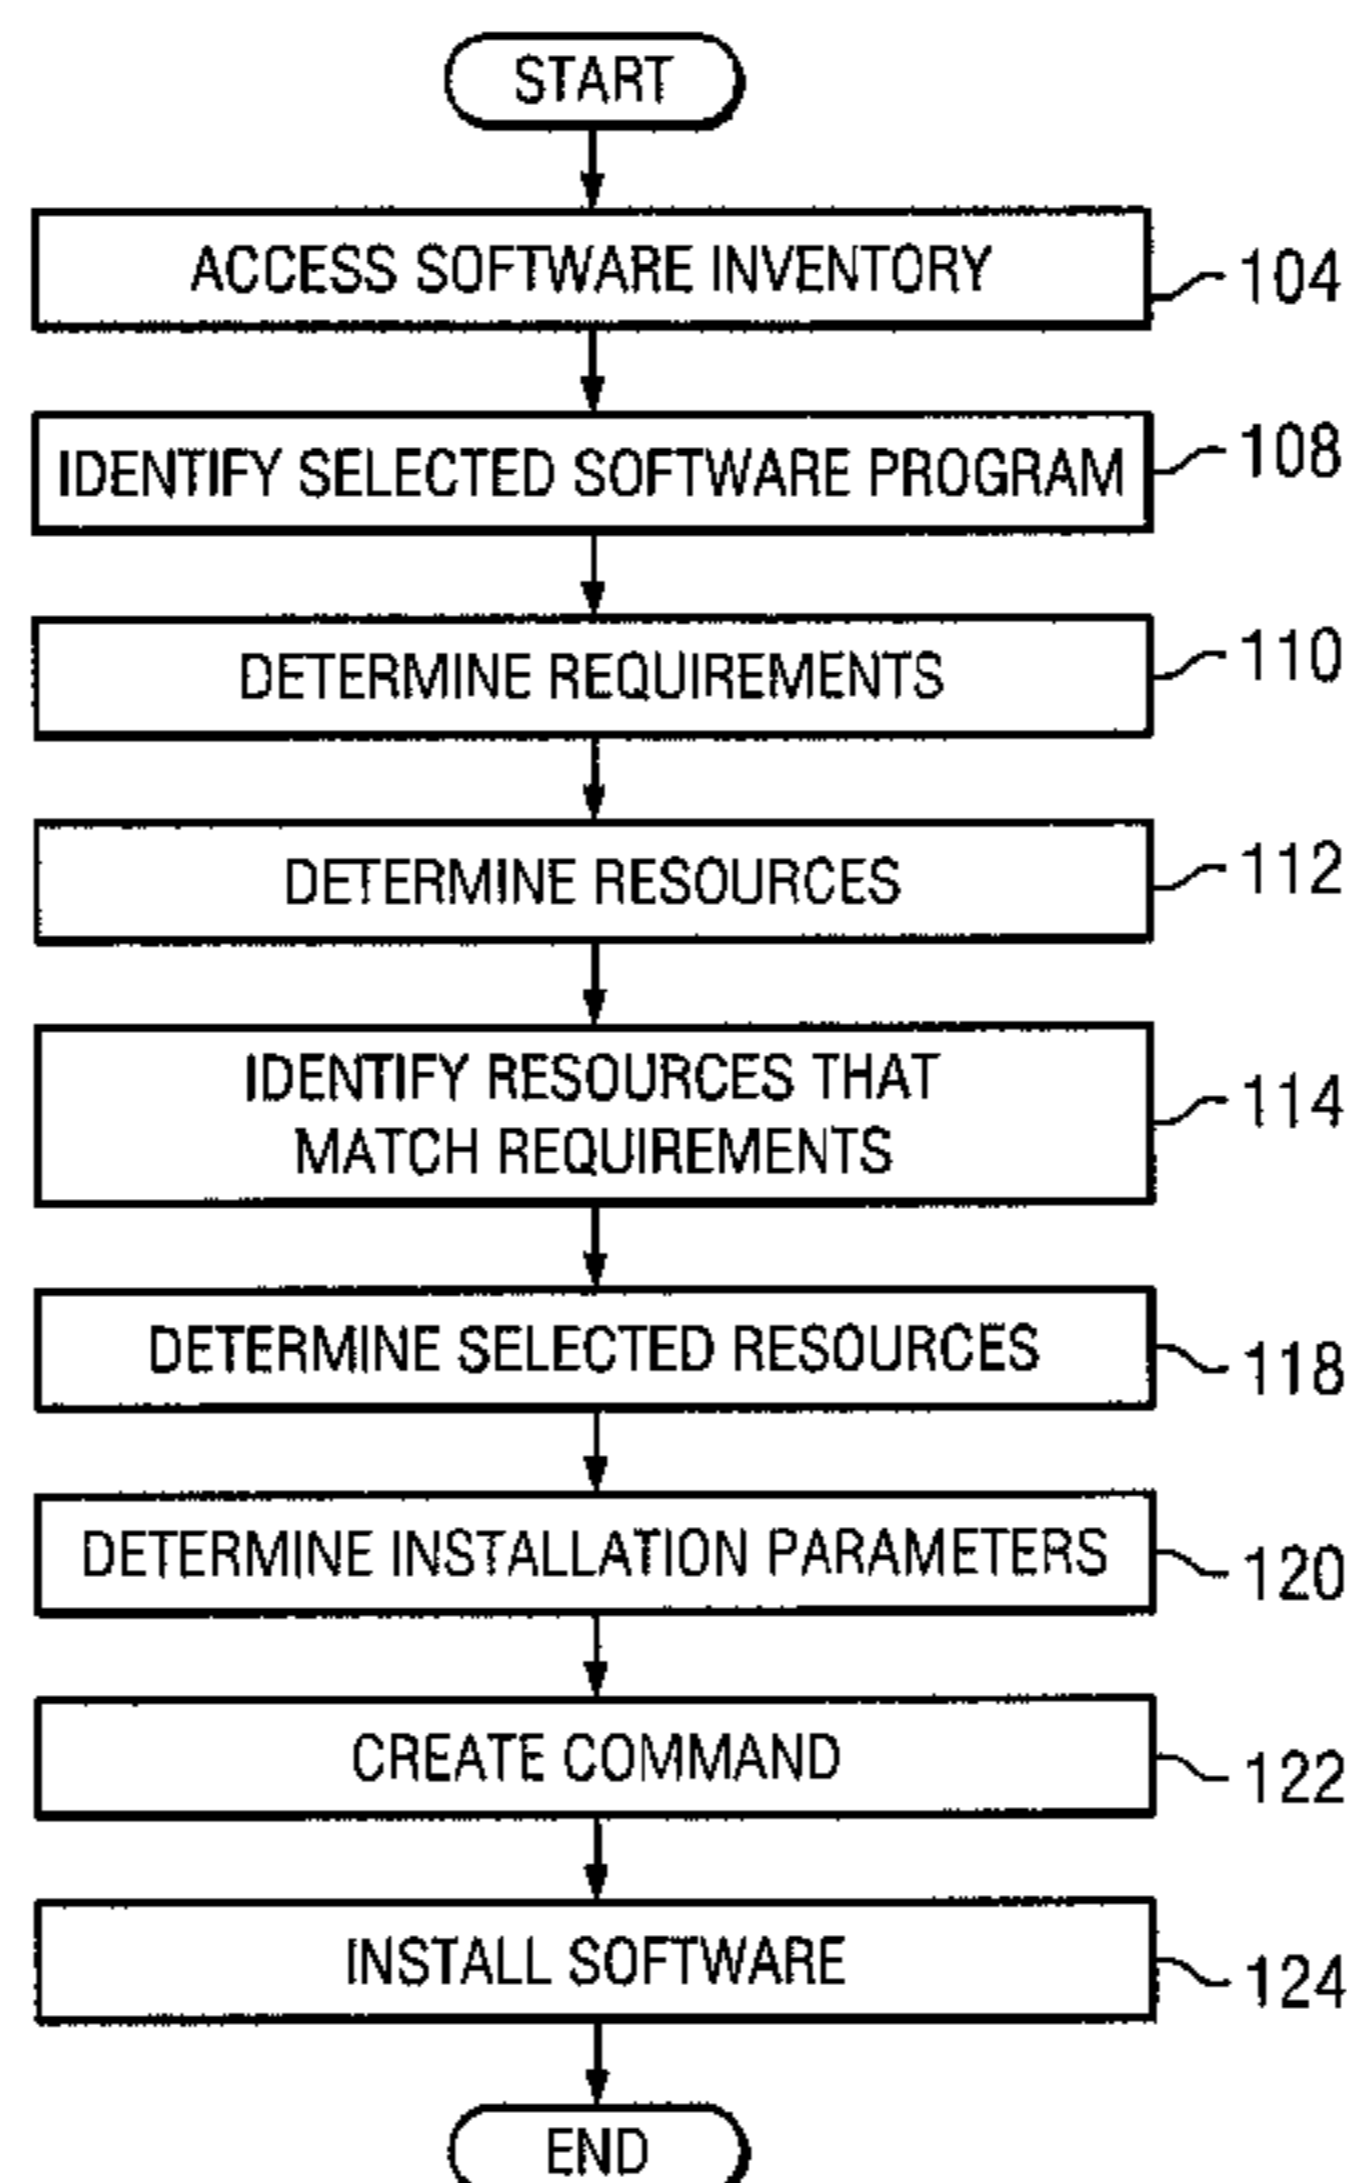 START
ACCESS SOFTWARE INVENTORY
104
IDENTIFY SELECTED SOFTWARE PROGRAM
108
DETERMINE REQUIREMENTS
110
DETERMINE RESOURCES
112
IDENTIFY RESOURCES THAT
MATCH REQUIREMENTS
114
DETERMINE SELECTED RESOURCES
118
DETERMINE INSTALLATION PARAMETERS
120
CREATE COMMAND
122
INSTALL SOFTWARE
124
END